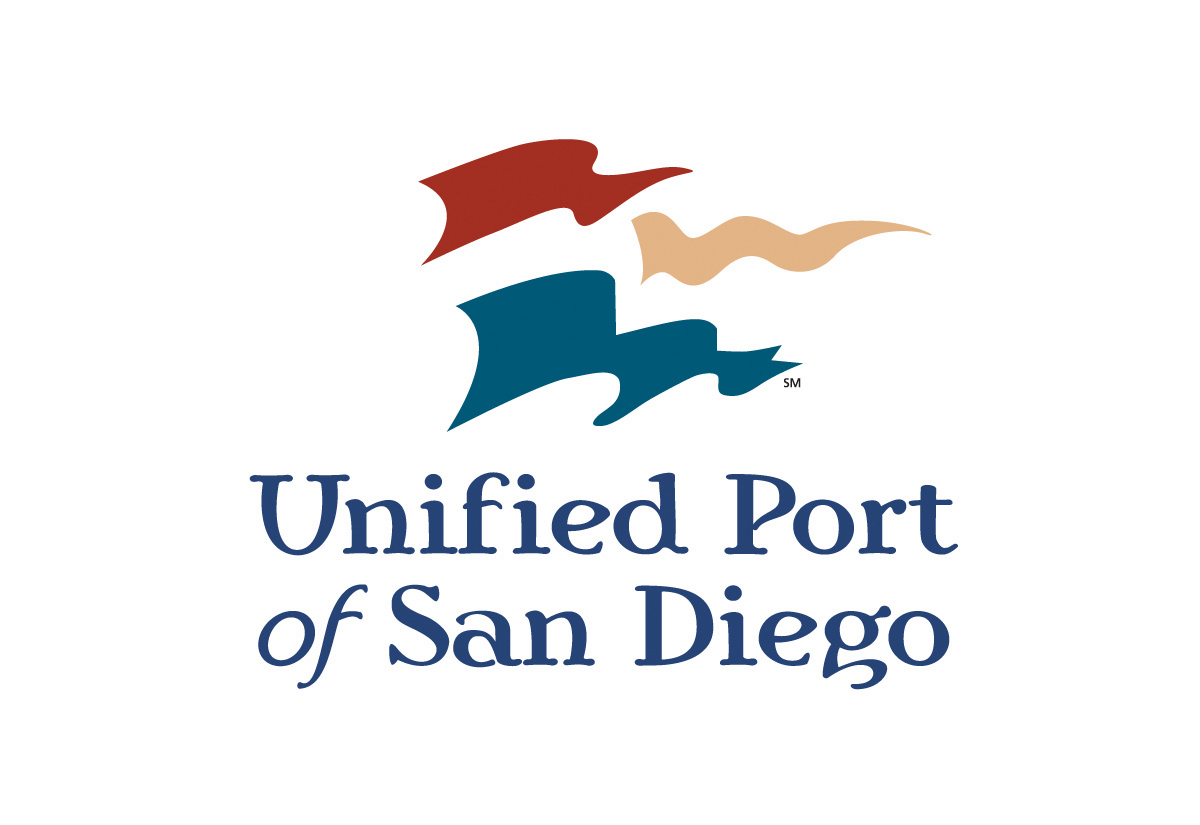 SM
Unified Port
of San Diego